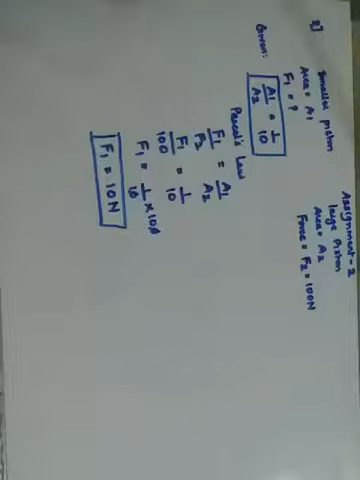 Assignment-2
2] Smaller piston large Piston
Area = A1 Area = A2
F1 = ? Force = F2 = 100N
Given:
A1/A2 = 1/10
Pascal's Law
F1/F2 = A1/A2
F1/100 = 1/10
F1 = 1/10 × 100
F1 = 10N